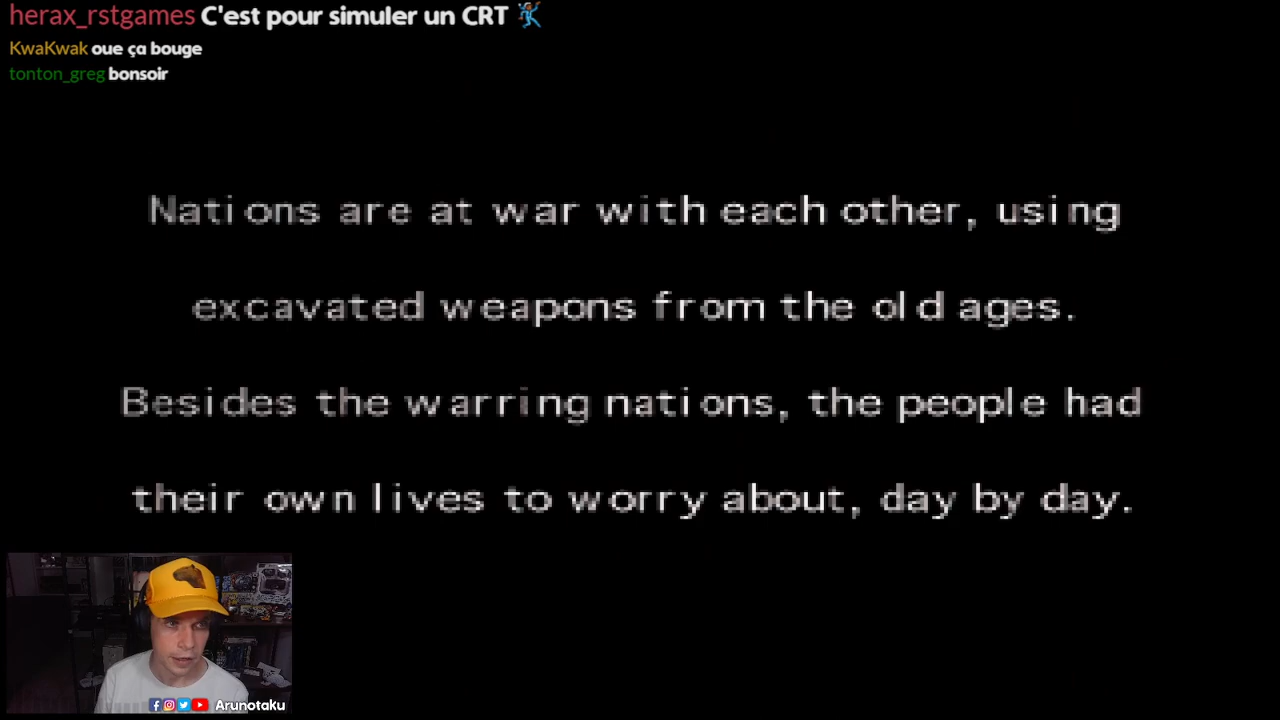 herax_rstgames C'est pour simuler un CRT
KwaKwak oue ça bouge
tonton_greg bonsoir
Nations are at war with each other, using
excavated weapons from the old ages.
Besides the warring nations, the people had
their own lives to worry about, day by day.
Arunotaku